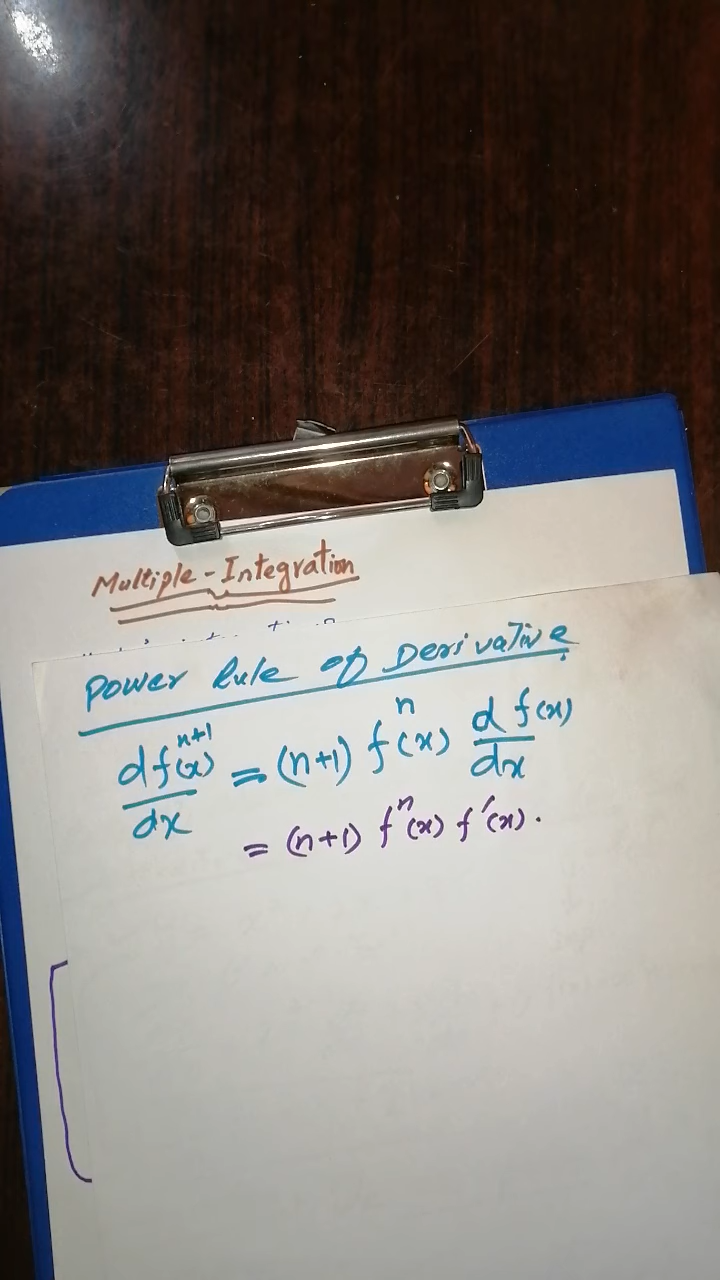 Multiple-Integration
Power Rule of Derivative
d f^{n+1}(x)/dx = (n+1) f^n(x) d f(x)/dx
= (n+1) f^n(x) f'(x).